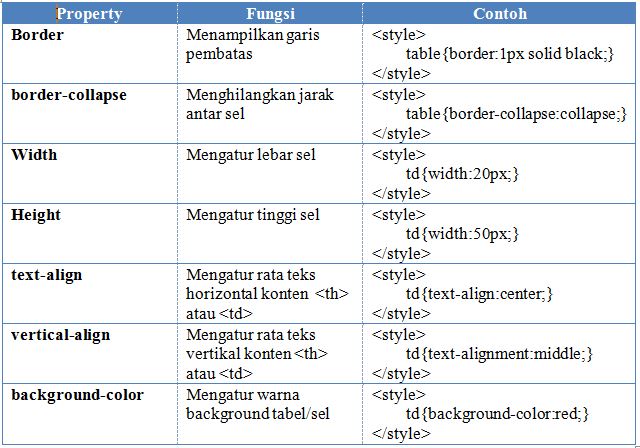 Property Fungsi Contoh
Border Menampilkan garis <style>
pembatas table{border:1px solid black;}
</style>
border-collapse Menghilangkan jarak <style>
antar sel table{border-collapse:collapse;}
</style>
Width Mengatur lebar sel <style>
td{width:20px;}
</style>
Height Mengatur tinggi sel <style>
td{width:50px;}
</style>
text-align Mengatur rata teks <style>
horizontal konten <th> td{text-align:center;}
atau <td> </style>
vertical-align Mengatur rata teks <style>
vertikal konten <th> td{text-alignment:middle;}
atau <td> </style>
background-color Mengatur warna <style>
background tabel/sel td{background-color:red;}
</style>